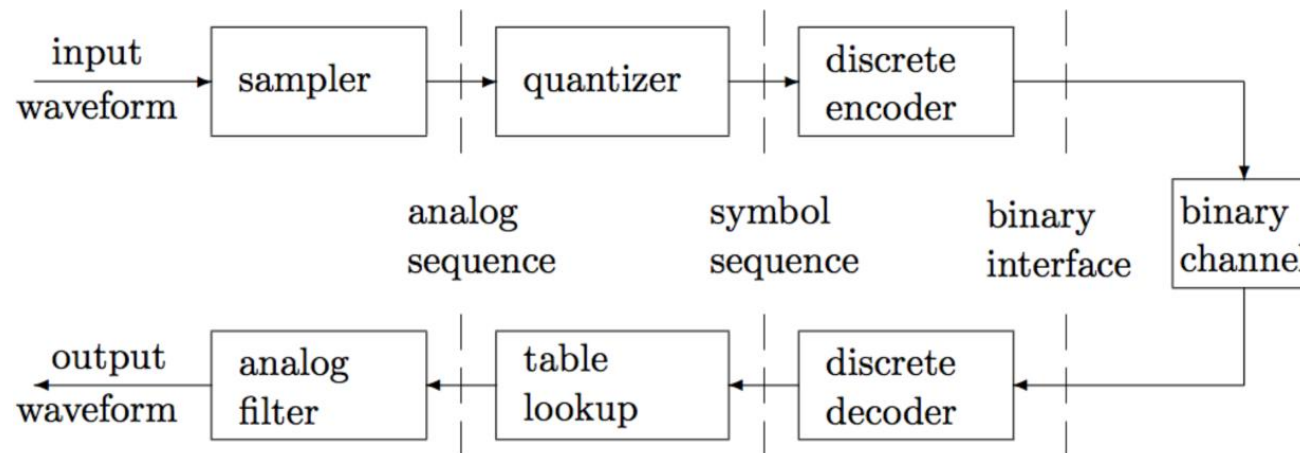 input
waveform
sampler
quantizer
discrete
encoder
analog
sequence
symbol
sequence
binary
interface
binary
channel
output
waveform
analog
filter
table
lookup
discrete
decoder